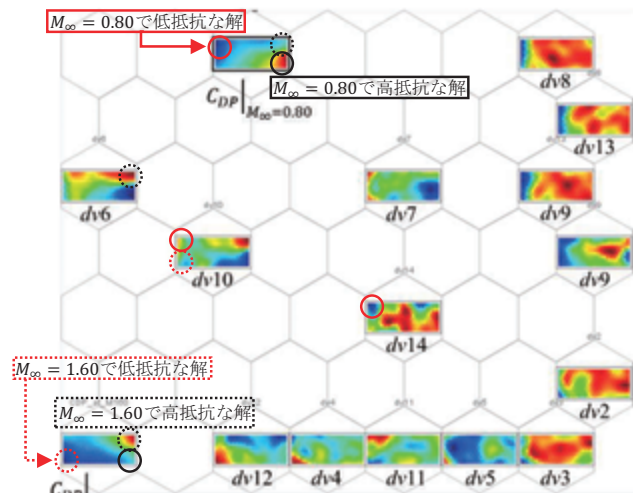 M∞ = 0.80で低抵抗な解
M∞ = 0.80で高抵抗な解
C_DP|M∞=0.80
dv8
dv13
dv6
dv7
dv9
dv10
dv9
dv14
dv2
M∞ = 1.60で低抵抗な解
M∞ = 1.60で高抵抗な解
dv12 dv4 dv11 dv5 dv3
C_DP|